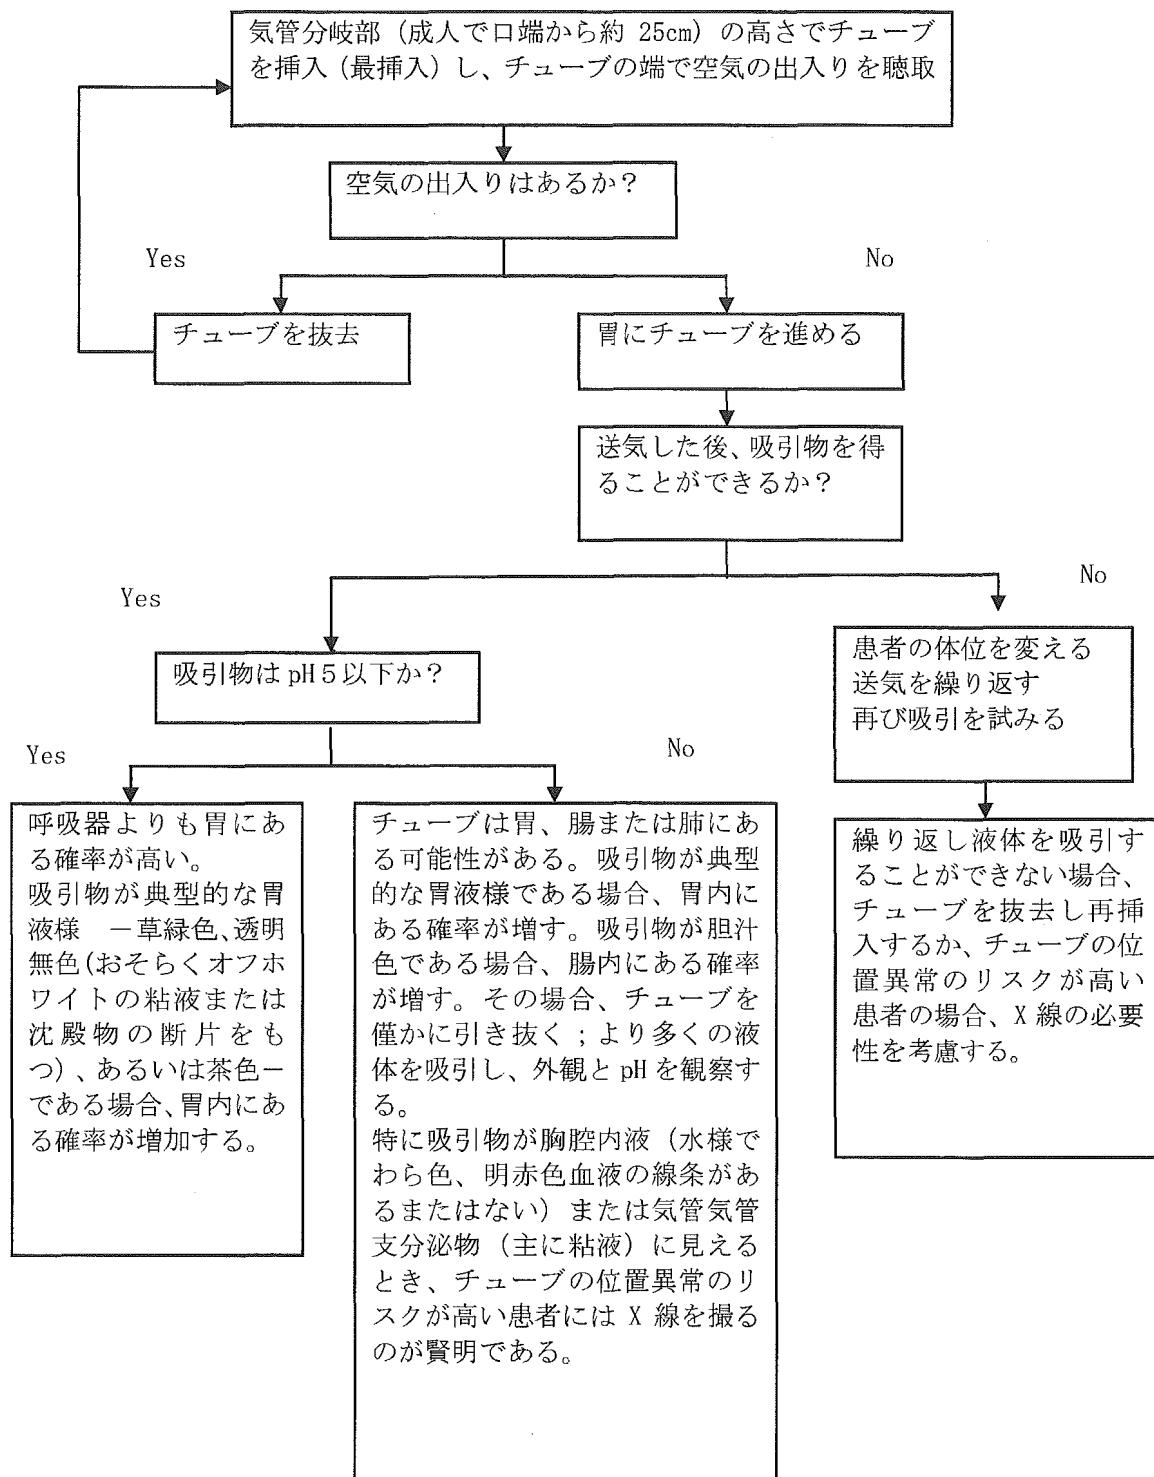 気管分岐部（成人で口端から約 25cm）の高さでチューブ
を挿入（最挿入）し、チューブの端で空気の出入りを聴取
空気の出入りはあるか？
Yes
No
チューブを抜去
胃にチューブを進める
送気した後、吸引物を得
ることができるか？
Yes
No
吸引物は pH５以下か？
患者の体位を変える
送気を繰り返す
再び吸引を試みる
Yes
No
呼吸器よりも胃にあ
る確率が高い。
吸引物が典型的な胃
液様　－草緑色、透明
無色(おそらくオフホ
ワイトの粘液または
沈殿物の断片をも
つ)、あるいは茶色－
である場合、胃内にあ
る確率が増加する。
チューブは胃、腸または肺にあ
る可能性がある。吸引物が典型
的な胃液様である場合、胃内に
ある確率が増す。吸引物が胆汁
色である場合、腸内にある確率
が増す。その場合、チューブを
僅かに引き抜く；より多くの液
体を吸引し、外観と pH を観察す
る。
特に吸引物が胸腔内液（水様で
わら色、明赤色血液の線条があ
るまたはない）または気管気管
支分泌物（主に粘液）に見える
とき、チューブの位置異常のリ
スクが高い患者には X 線を撮る
のが賢明である。
繰り返し液体を吸引す
ることができない場合、
チューブを抜去し再挿
入するか、チューブの位
置異常のリスクが高い
患者の場合、X 線の必要
性を考慮する。